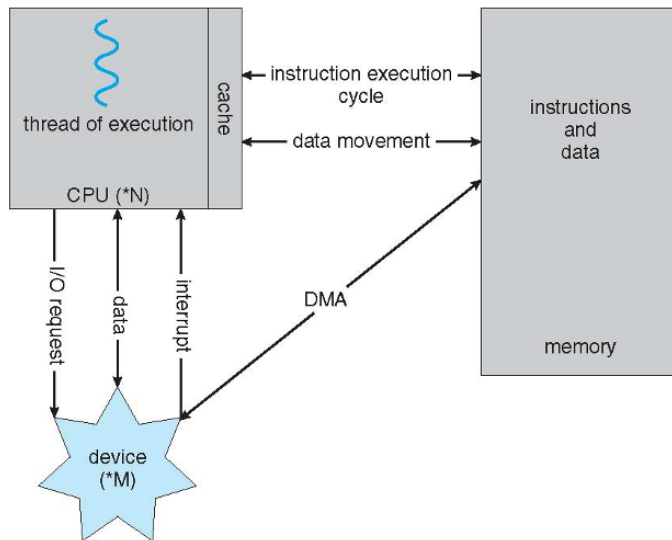 thread of execution
cache
CPU (*N)
instruction execution
cycle
data movement
instructions
and
data
memory
I/O request
data
interrupt
DMA
device
(*M)